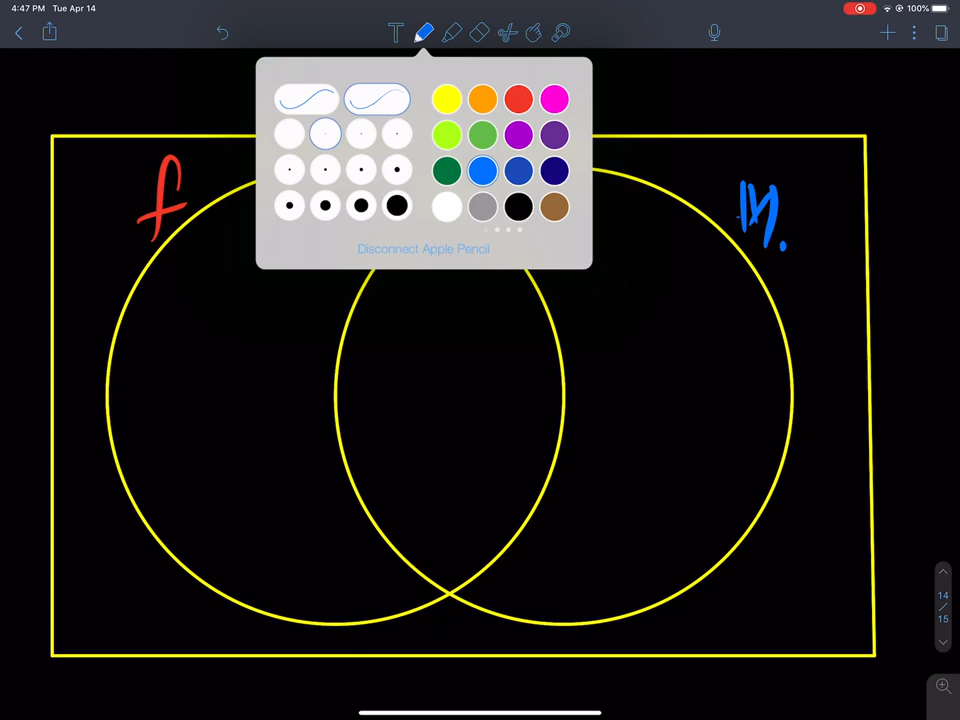 4:47 PM Tue Apr 14
100%
T
Disconnect Apple Pencil
f
M.
14
/
15